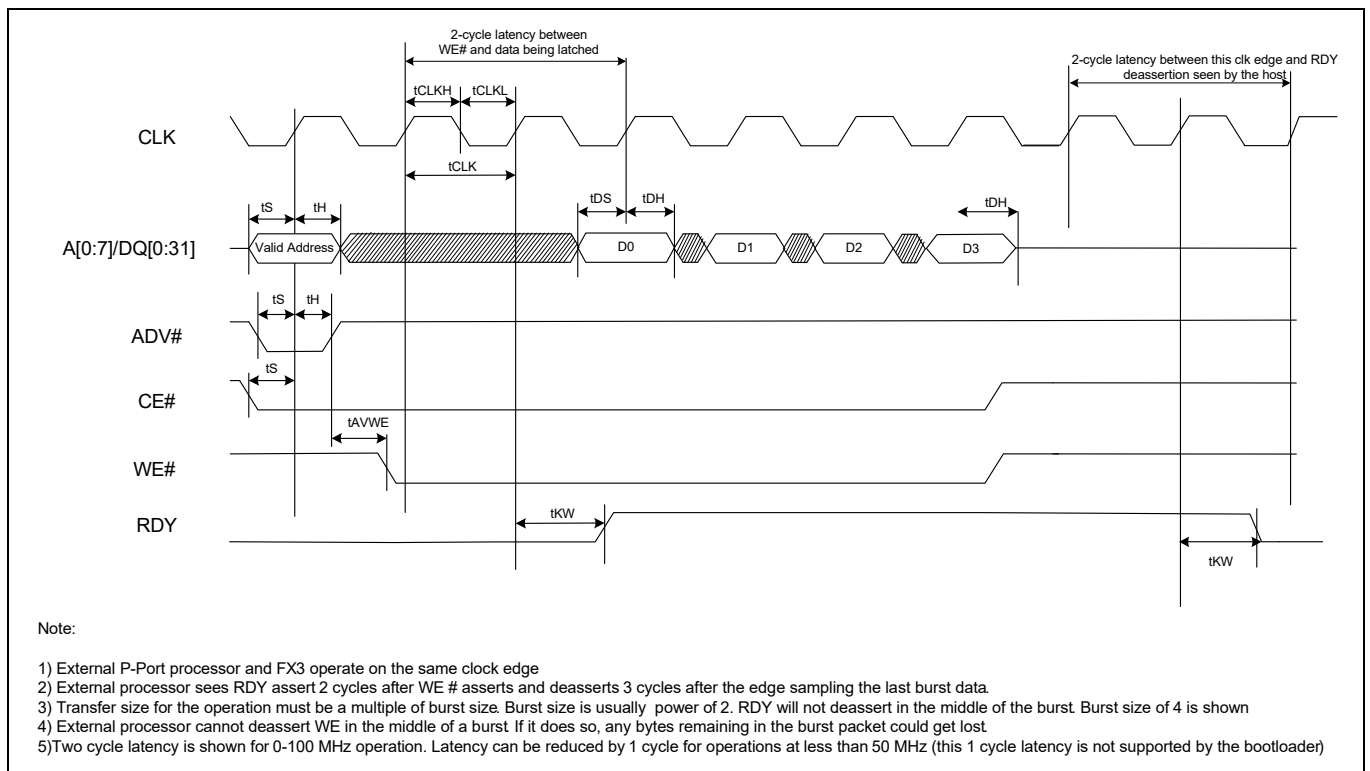 2-cycle latency between
WE# and data being latched
2-cycle latency between this clk edge and RDY
deassertion seen by the host
tCLKH
tCLKL
CLK
tCLK
tS
tH
tDS
tDH
tDH
A[0:7]/DQ[0:31]
Valid Address
D0
D1
D2
D3
tS
tH
ADV#
tS
CE#
tAVWE
WE#
RDY
tKW
tKW
Note:
1) External P-Port processor and FX3 operate on the same clock edge
2) External processor sees RDY assert 2 cycles after WE # asserts and deasserts 3 cycles after the edge sampling the last burst data.
3) Transfer size for the operation must be a multiple of burst size. Burst size is usually power of 2. RDY will not deassert in the middle of the burst. Burst size of 4 is shown
4) External processor cannot deassert WE in the middle of a burst. If it does so, any bytes remaining in the burst packet could get lost.
5)Two cycle latency is shown for 0-100 MHz operation. Latency can be reduced by 1 cycle for operations at less than 50 MHz (this 1 cycle latency is not supported by the bootloader)